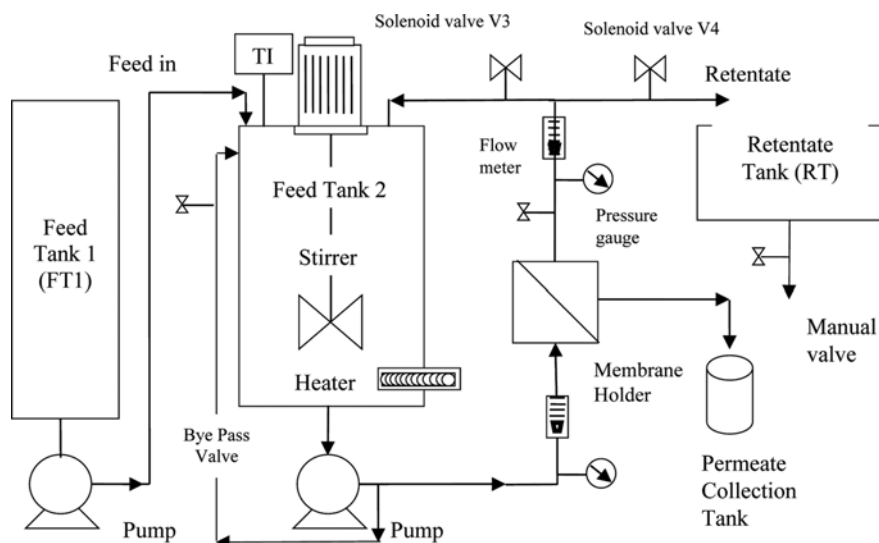 Solenoid valve V3
Solenoid valve V4
TI
Feed in
Retentate
Flow
meter
Retentate
Tank (RT)
Feed Tank 2
Feed
Tank 1
(FT1)
Pressure
gauge
Stirrer
Manual
valve
Heater
Membrane
Holder
Bye Pass
Valve
Permeate
Collection
Tank
Pump
Pump